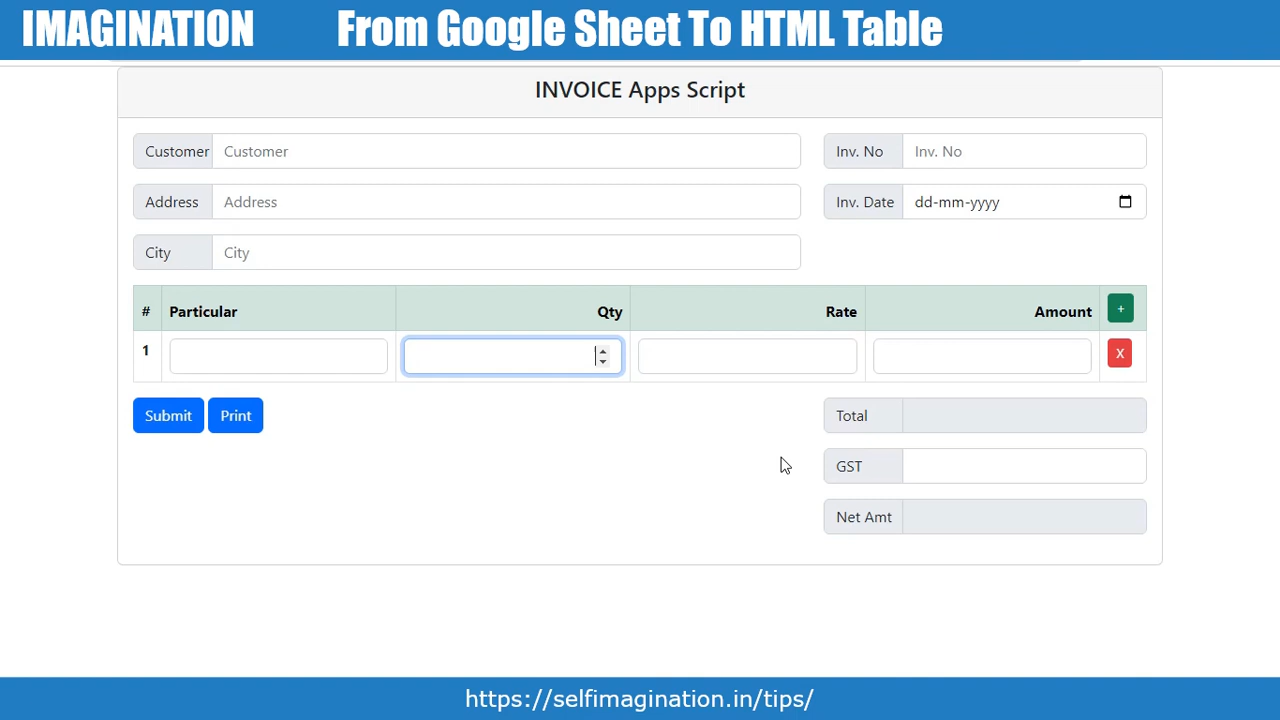 IMAGINATION From Google Sheet To HTML Table
INVOICE Apps Script
Customer Customer Inv. No Inv. No
Address Address Inv. Date dd-mm-yyyy
City City
# Particular Qty Rate Amount +
1 X
Submit Print Total
GST
Net Amt
https://selfimagination.in/tips/